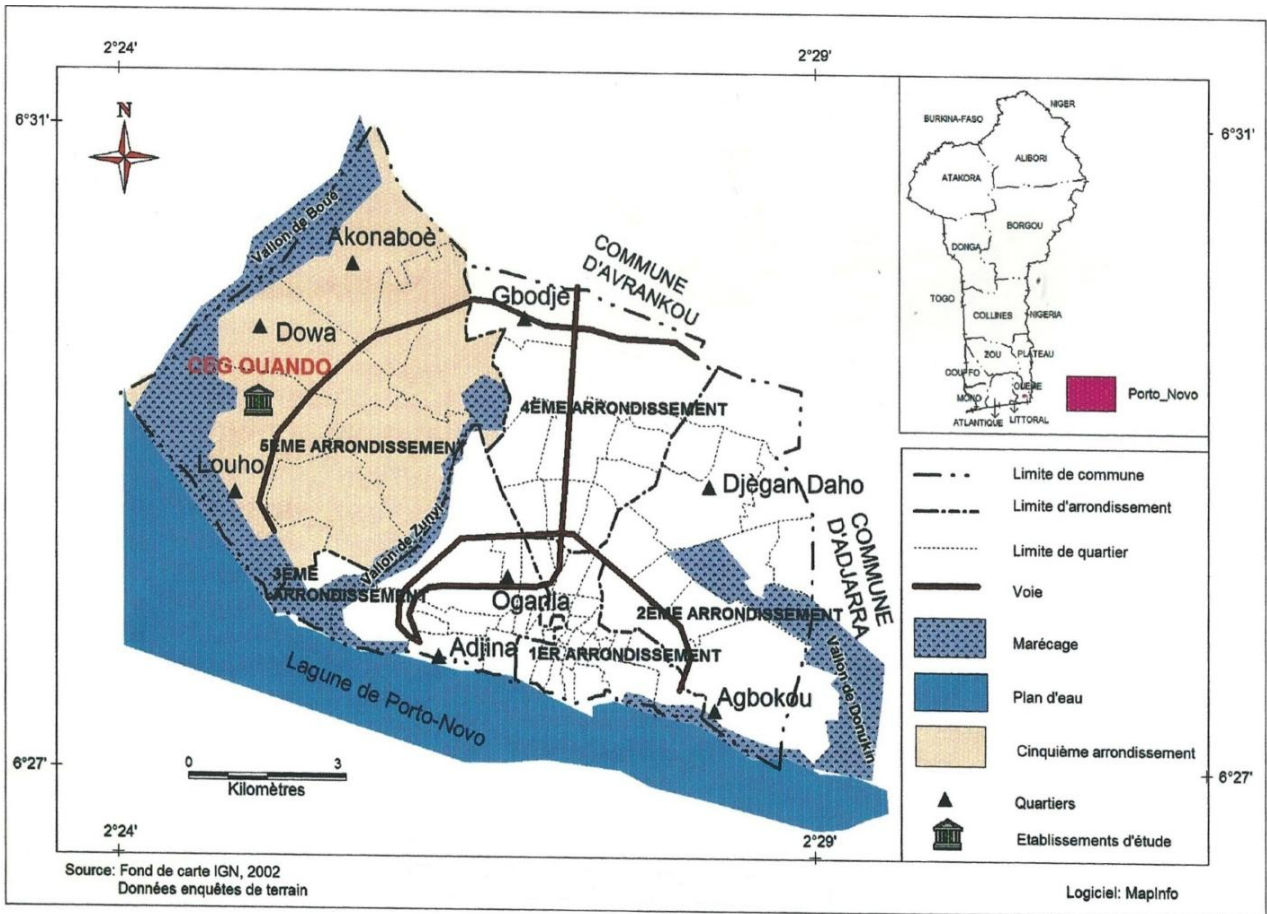 2°24'
2°29'
6°31'
6°31'
N
Vallon de Boué
Akonaboè
COMMUNE
D'AVRANKOU
Gbodjè
Dowa
CEG OUANDO
4EME ARRONDISSEMENT
5EME ARRONDISSEMENT
Louho
Djègan Daho
COMMUNE
D'ADJARRA
Vallon de Zunvi
3EME
ARRONDISSEMENT
Ogania
2EME ARRONDISSEMENT
Adjina
1ER ARRONDISSEMENT
Vallon de Donukin
Agbokou
Lagune de Porto-Novo
0 3
Kilomètres
6°27'
6°27'
2°24'
2°29'
BURKINA-FASO
NIGER
ALIBORI
ATAKORA
BORGOU
DONGA
TOGO
COLLINES
NIGERIA
ZOU
PLATEAU
COUFFO
OUEME
MONO
ATLANTIQUE
LITTORAL
Porto_Novo
Limite de commune
Limite d'arrondissement
Limite de quartier
Voie
Marécage
Plan d'eau
Cinquième arrondissement
Quartiers
Etablissements d'étude
Source: Fond de carte IGN, 2002
Données enquêtes de terrain
Logiciel: MapInfo